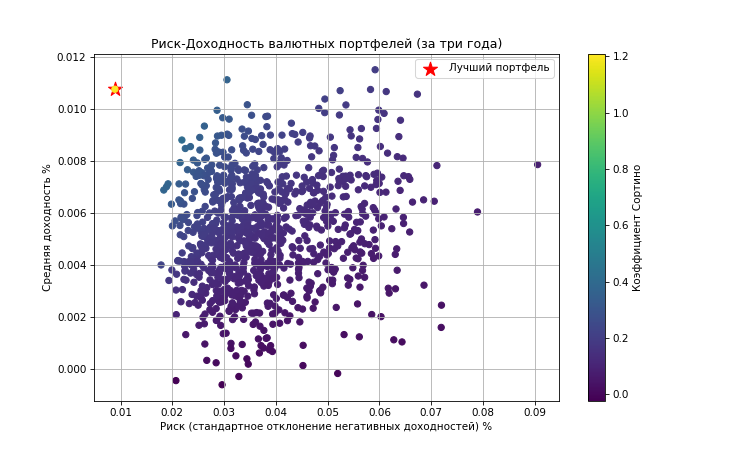 Риск-Доходность валютных портфелей (за три года)
Лучший портфель
Средняя доходность %
0.012
0.010
0.008
0.006
0.004
0.002
0.000
0.01 0.02 0.03 0.04 0.05 0.06 0.07 0.08 0.09
Риск (стандартное отклонение негативных доходностей) %
1.2
1.0
0.8
0.6
0.4
0.2
0.0
Коэффициент Сортино